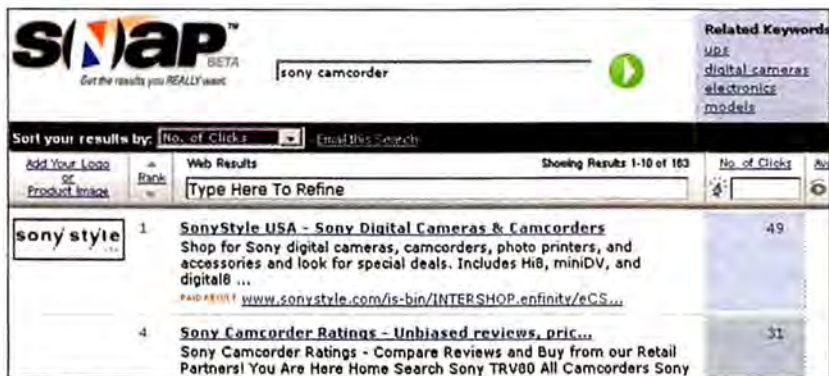 SNAP™
BETA
Get the results you REALLY want.
sony camcorder
Related Keywords
ups
digital cameras
electronics
models
Sort your results by: No. of Clicks Email this Search
Add Your Logo
or
Product Image
Rank
Web Results Showing Results 1-10 of 163
Type Here To Refine
No. of Clicks
sony style
1 SonyStyle USA - Sony Digital Cameras & Camcorders 49
Shop for Sony digital cameras, camcorders, photo printers, and
accessories and look for special deals. Includes Hi8, miniDV, and
digital8 ...
PAID RESULT www.sonystyle.com/is-bin/INTERSHOP.enfinity/eCS...
4 Sony Camcorder Ratings - Unbiased reviews, pric... 31
Sony Camcorder Ratings - Compare Reviews and Buy from our Retail
Partners! You Are Here Home Search Sony TRV80 All Camcorders Sony